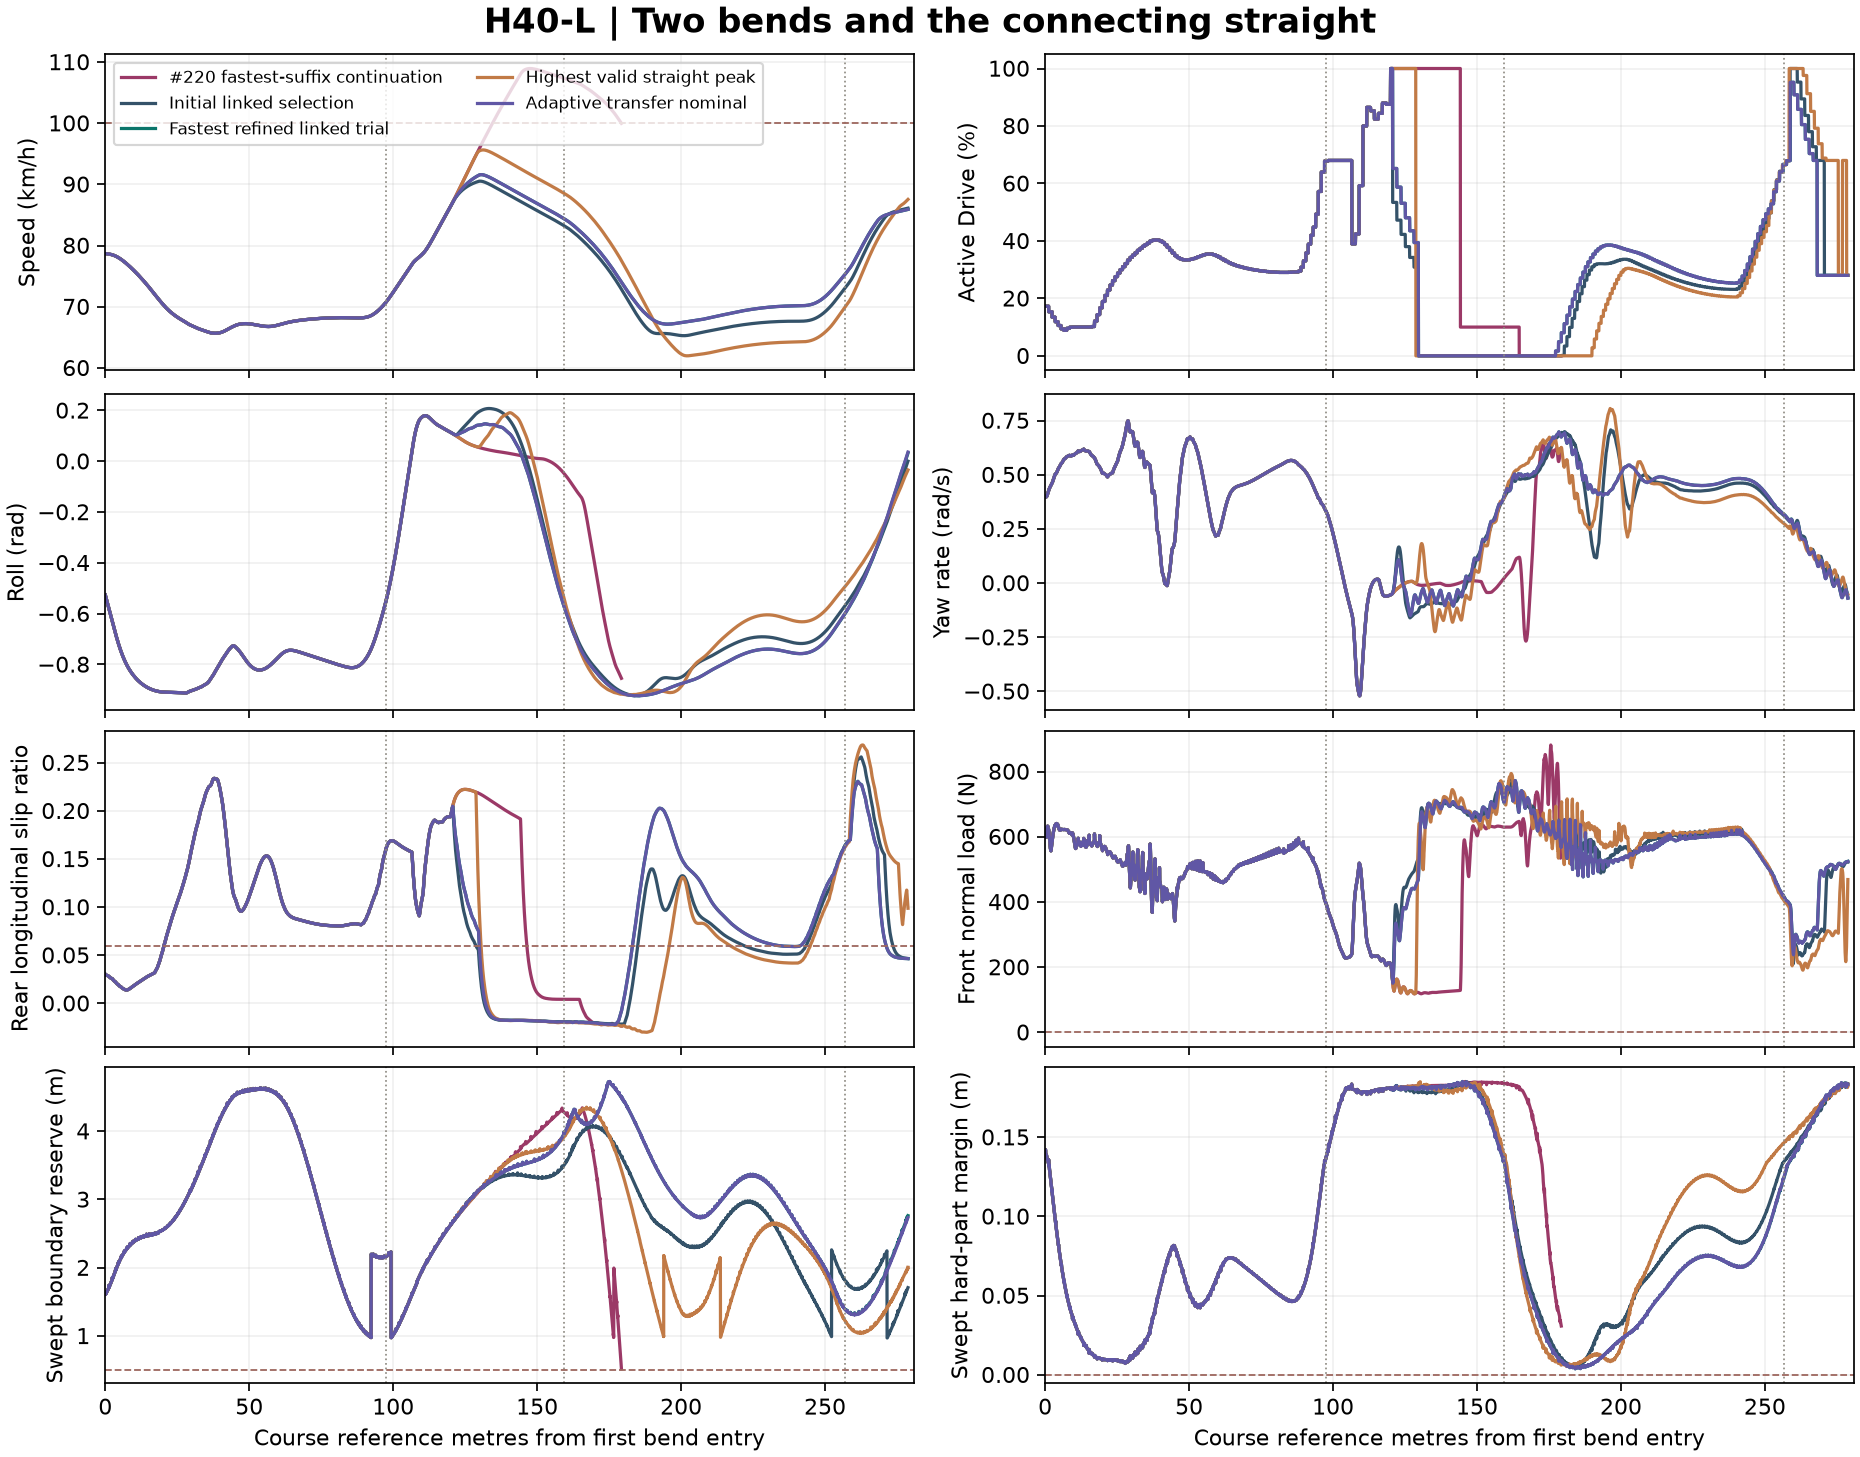 H40-L | Two bends and the connecting straight
110
100
90
80
70
60
Speed (km/h)
#220 fastest-suffix continuation
Initial linked selection
Fastest refined linked trial
Highest valid straight peak
Adaptive transfer nominal
100
80
60
40
20
0
Active Drive (%)
0.2
0.0
−0.2
−0.4
−0.6
−0.8
Roll (rad)
0.75
0.50
0.25
0.00
−0.25
−0.50
Yaw rate (rad/s)
0.25
0.20
0.15
0.10
0.05
0.00
Rear longitudinal slip ratio
800
600
400
200
0
Front normal load (N)
4
3
2
1
Swept boundary reserve (m)
0 50 100 150 200 250
Course reference metres from first bend entry
0.15
0.10
0.05
0.00
Swept hard-part margin (m)
0 50 100 150 200 250
Course reference metres from first bend entry